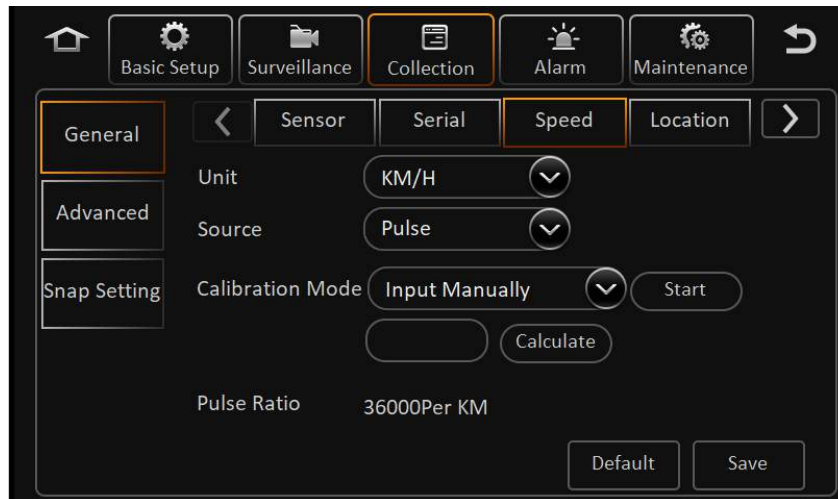 Basic Setup Surveillance Collection Alarm Maintenance
General Sensor Serial Speed Location
Unit KM/H
Advanced
Source Pulse
Snap Setting Calibration Mode Input Manually Start
Calculate
Pulse Ratio 36000Per KM
Default Save